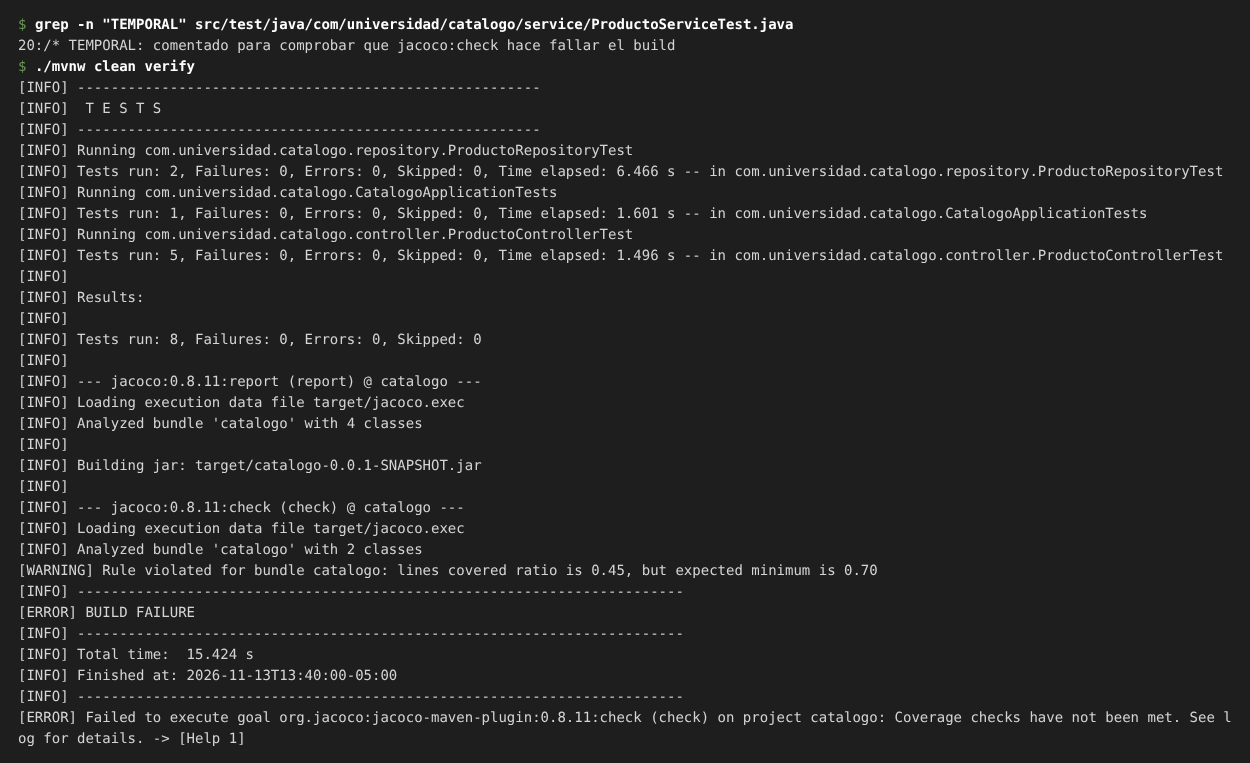 $ grep -n "TEMPORAL" src/test/java/com/universidad/catalogo/service/ProductoServiceTest.java
20:/* TEMPORAL: comentado para comprobar que jacoco:check hace fallar el build
$ ./mvnw clean verify
[INFO] -------------------------------------------------------
[INFO]  T E S T S
[INFO] -------------------------------------------------------
[INFO] Running com.universidad.catalogo.repository.ProductoRepositoryTest
[INFO] Tests run: 2, Failures: 0, Errors: 0, Skipped: 0, Time elapsed: 6.466 s -- in com.universidad.catalogo.repository.ProductoRepositoryTest
[INFO] Running com.universidad.catalogo.CatalogoApplicationTests
[INFO] Tests run: 1, Failures: 0, Errors: 0, Skipped: 0, Time elapsed: 1.601 s -- in com.universidad.catalogo.CatalogoApplicationTests
[INFO] Running com.universidad.catalogo.controller.ProductoControllerTest
[INFO] Tests run: 5, Failures: 0, Errors: 0, Skipped: 0, Time elapsed: 1.496 s -- in com.universidad.catalogo.controller.ProductoControllerTest
[INFO]
[INFO] Results:
[INFO]
[INFO] Tests run: 8, Failures: 0, Errors: 0, Skipped: 0
[INFO]
[INFO] --- jacoco:0.8.11:report (report) @ catalogo ---
[INFO] Loading execution data file target/jacoco.exec
[INFO] Analyzed bundle 'catalogo' with 4 classes
[INFO]
[INFO] Building jar: target/catalogo-0.0.1-SNAPSHOT.jar
[INFO]
[INFO] --- jacoco:0.8.11:check (check) @ catalogo ---
[INFO] Loading execution data file target/jacoco.exec
[INFO] Analyzed bundle 'catalogo' with 2 classes
[WARNING] Rule violated for bundle catalogo: lines covered ratio is 0.45, but expected minimum is 0.70
[INFO] ------------------------------------------------------------------------
[ERROR] BUILD FAILURE
[INFO] ------------------------------------------------------------------------
[INFO] Total time:  15.424 s
[INFO] Finished at: 2026-11-13T13:40:00-05:00
[INFO] ------------------------------------------------------------------------
[ERROR] Failed to execute goal org.jacoco:jacoco-maven-plugin:0.8.11:check (check) on project catalogo: Coverage checks have not been met. See l
og for details. -> [Help 1]